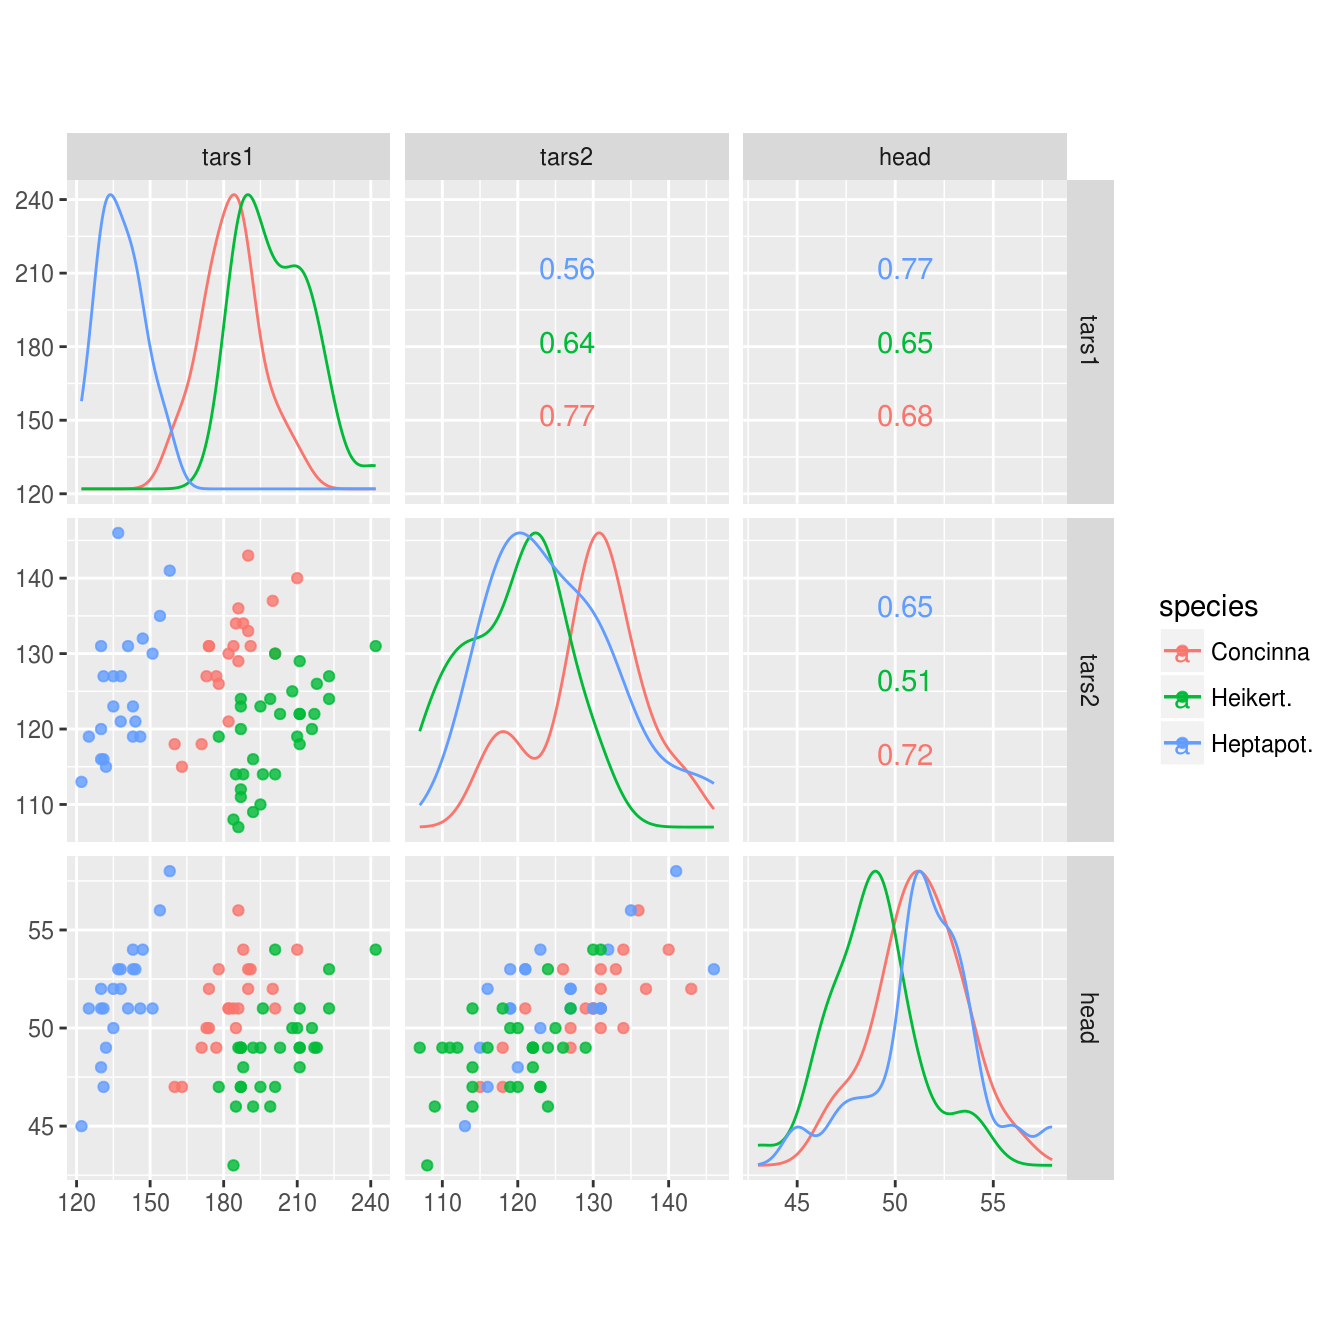 tars1
tars2
head
240
210
180
150
120
0.56
0.64
0.77
0.77
0.65
0.68
tars1
140
130
120
110
0.65
0.51
0.72
tars2
55
50
45
head
120 150 180 210 240
110 120 130 140
45 50 55
species
a Concinna
a Heikert.
a Heptapot.